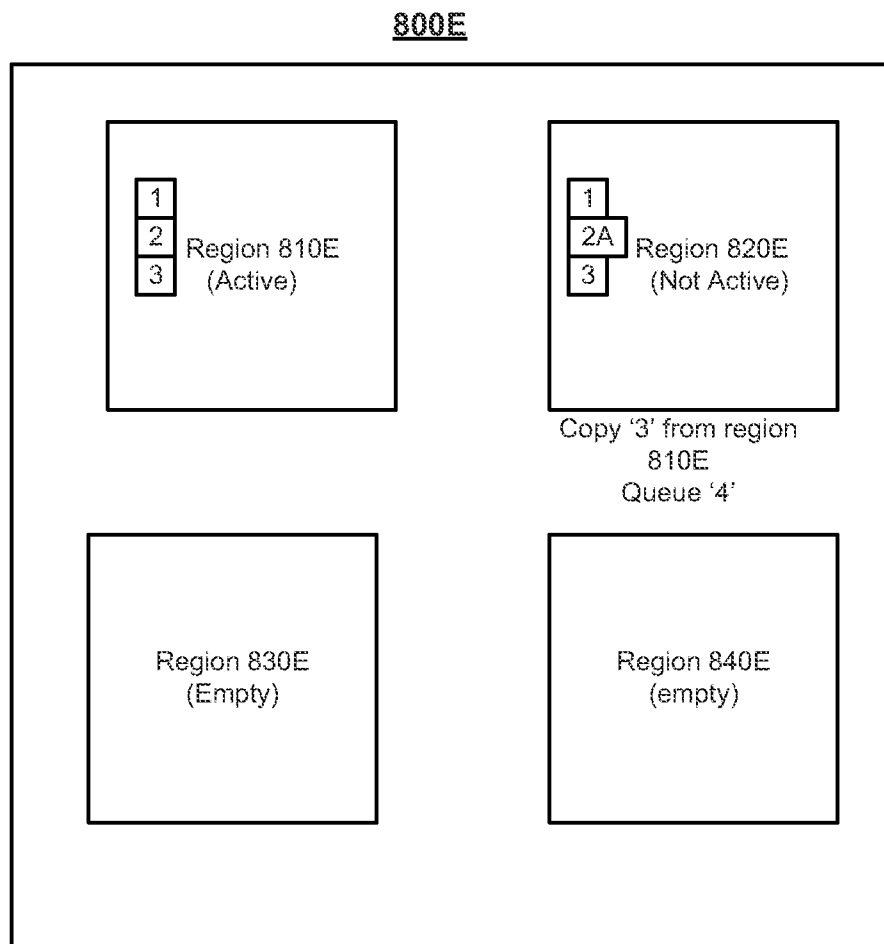 800E
1
2
3
Region 810E
(Active)
1
2A
3
Region 820E
(Not Active)
Copy ‘3’ from region
810E
Queue ‘4’
Region 830E
(Empty)
Region 840E
(empty)